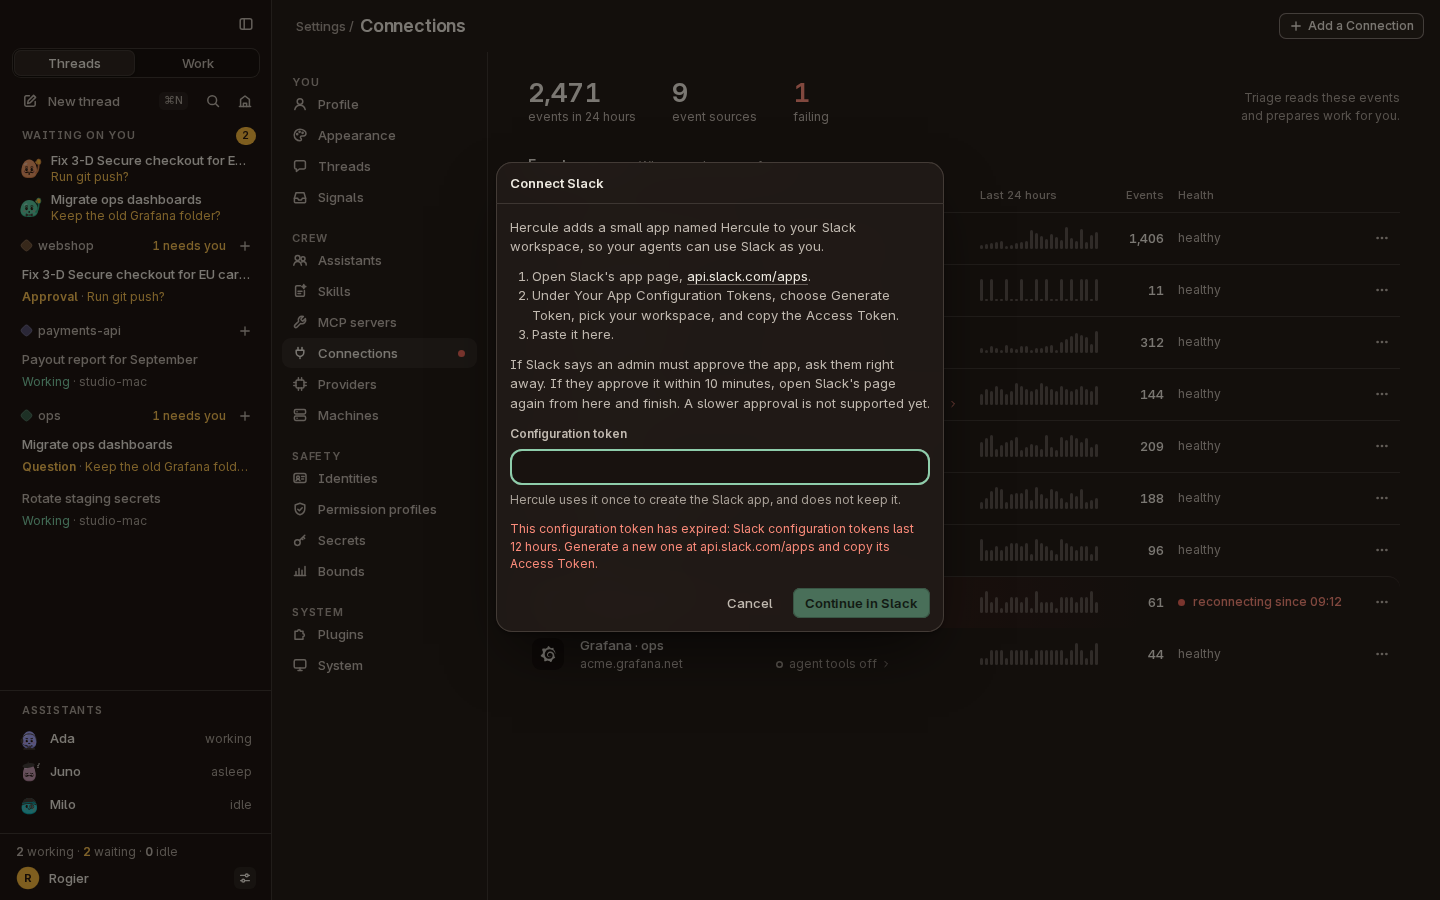 Threads
Work
New thread
⌘N
WAITING ON YOU
2
Fix 3-D Secure checkout for E…
Run git push?
Migrate ops dashboards
Keep the old Grafana folder?
webshop
1 needs you
Fix 3-D Secure checkout for EU car…
Approval · Run git push?
payments-api
Payout report for September
Working · studio-mac
ops
1 needs you
Migrate ops dashboards
Question · Keep the old Grafana fold…
Rotate staging secrets
Working · studio-mac
ASSISTANTS
Ada
working
Juno
asleep
Milo
idle
2 working · 2 waiting · 0 idle
R
Rogier
Settings / Connections
Add a Connection
YOU
Profile
Appearance
Threads
Signals
CREW
Assistants
Skills
MCP servers
Connections
Providers
Machines
SAFETY
Identities
Permission profiles
Secrets
Bounds
SYSTEM
Plugins
System
2,471
events in 24 hours
9
event sources
1
failing
Triage reads these events
and prepares work for you.
Last 24 hours
Events
Health
1,406
healthy
11
healthy
312
healthy
144
healthy
209
healthy
188
healthy
96
healthy
61
reconnecting since 09:12
Grafana · ops
acme.grafana.net
agent tools off
44
healthy
Connect Slack
Hercule adds a small app named Hercule to your Slack
workspace, so your agents can use Slack as you.
1. Open Slack's app page, api.slack.com/apps.
2. Under Your App Configuration Tokens, choose Generate
Token, pick your workspace, and copy the Access Token.
3. Paste it here.
If Slack says an admin must approve the app, ask them right
away. If they approve it within 10 minutes, open Slack's page
again from here and finish. A slower approval is not supported yet.
Configuration token
Hercule uses it once to create the Slack app, and does not keep it.
This configuration token has expired: Slack configuration tokens last
12 hours. Generate a new one at api.slack.com/apps and copy its
Access Token.
Cancel
Continue in Slack